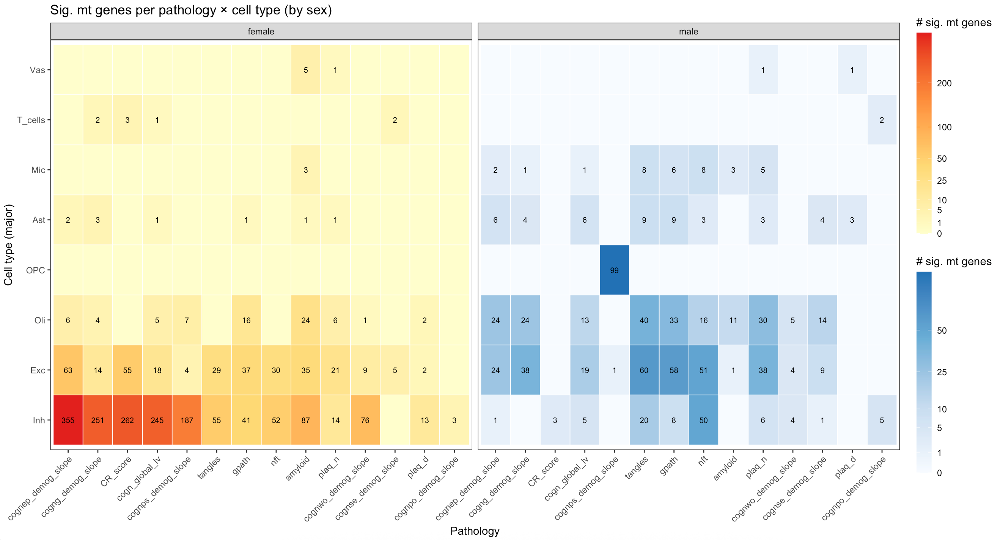 Sig. mt genes per pathology × cell type (by sex)
female
male
# sig. mt genes
200
100
50
25
10
5
1
0
# sig. mt genes
50
25
10
5
1
0
Cell type (major)
Vas 5 1 1 1
T_cells 2 3 1 2 2
Mic 3 2 1 1 8 6 8 3 5
Ast 2 3 1 1 1 1 6 4 6 9 9 3 3 4 3
OPC 99
Oli 6 4 5 7 16 24 6 1 2 24 24 13 40 33 16 11 30 5 14
Exc 63 14 55 18 4 29 37 30 35 21 9 5 2 24 38 19 1 60 58 51 1 38 4 9
Inh 355 251 262 245 187 55 41 52 87 14 76 13 3 1 3 5 20 8 50 6 4 1 5
cognep_demog_slope
cogng_demog_slope
CR_score
cogn_global_lv
cognps_demog_slope
tangles
gpath
nft
amyloid
plaq_n
cognwo_demog_slope
cognse_demog_slope
plaq_d
cognpo_demog_slope
cognep_demog_slope
cogng_demog_slope
CR_score
cogn_global_lv
cognps_demog_slope
tangles
gpath
nft
amyloid
plaq_n
cognwo_demog_slope
cognse_demog_slope
plaq_d
cognpo_demog_slope
Pathology